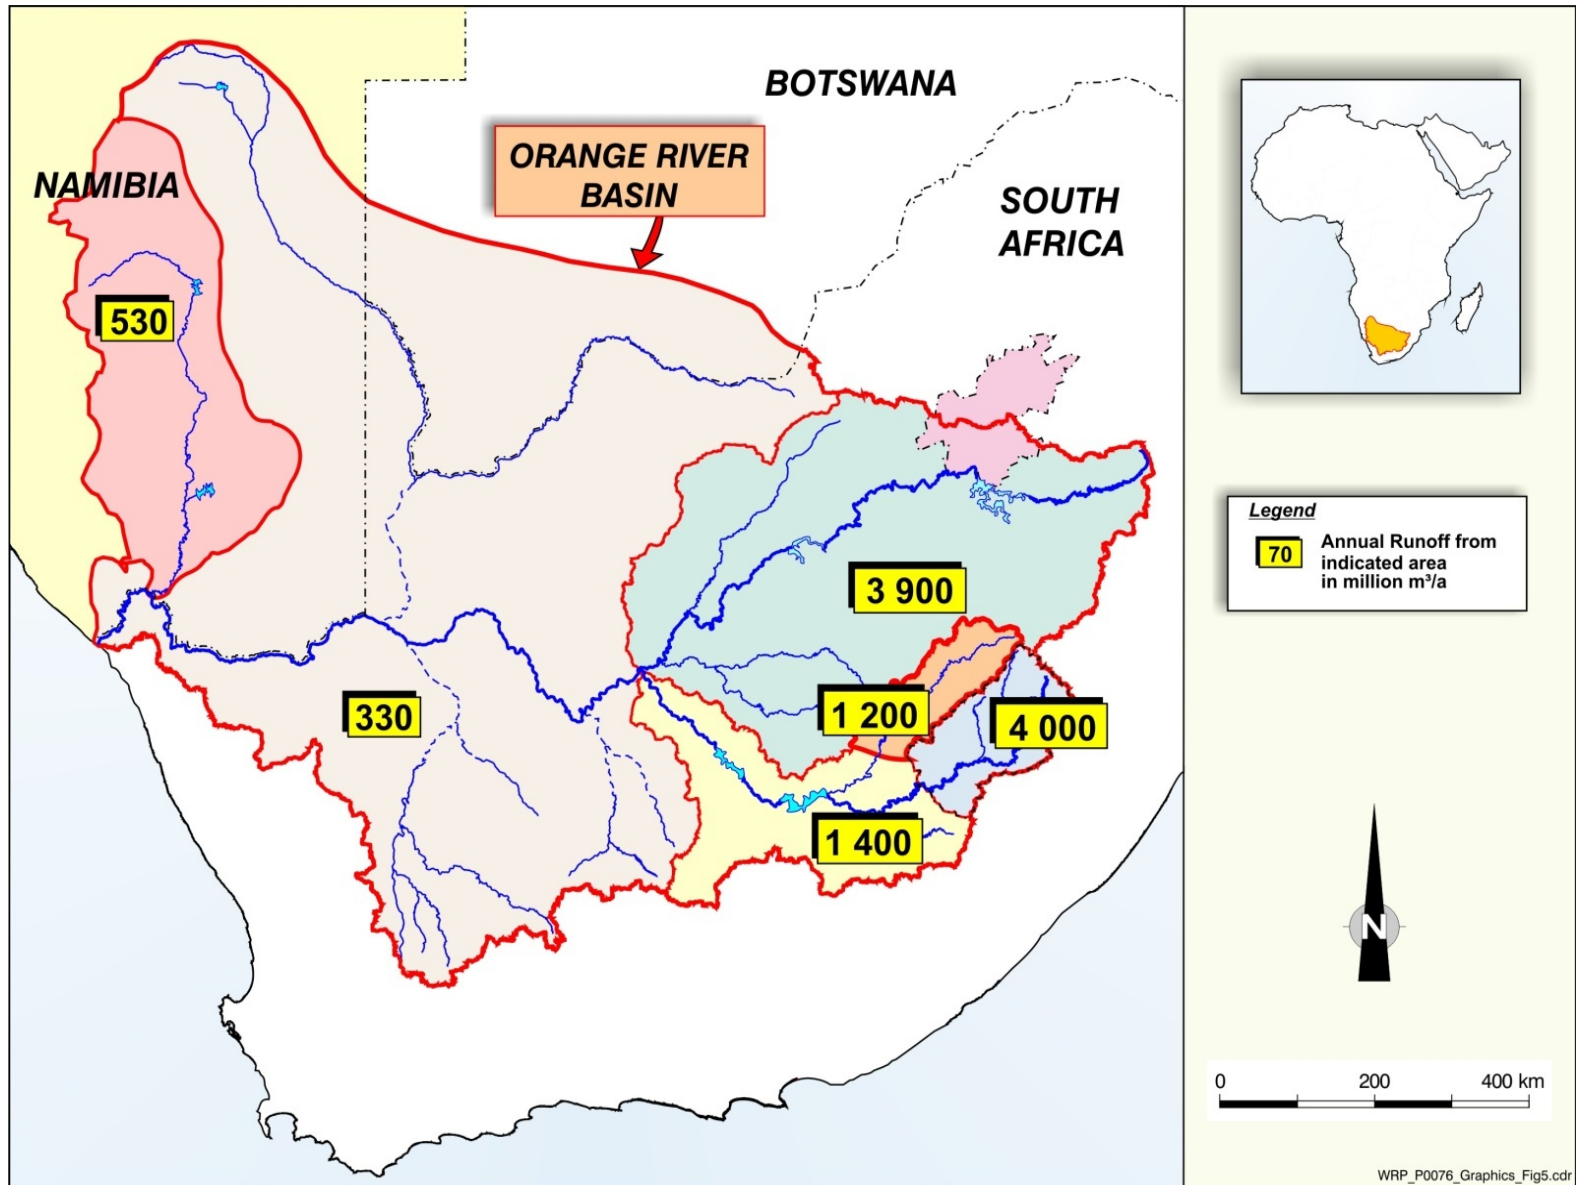 BOTSWANA
ORANGE RIVER
BASIN
NAMIBIA
SOUTH
AFRICA
530
3 900
330
1 200
4 000
1 400
Legend
70
Annual Runoff from
indicated area
in million m³/a
N
0 200 400 km
WRP_P0076_Graphics_Fig5.cdr